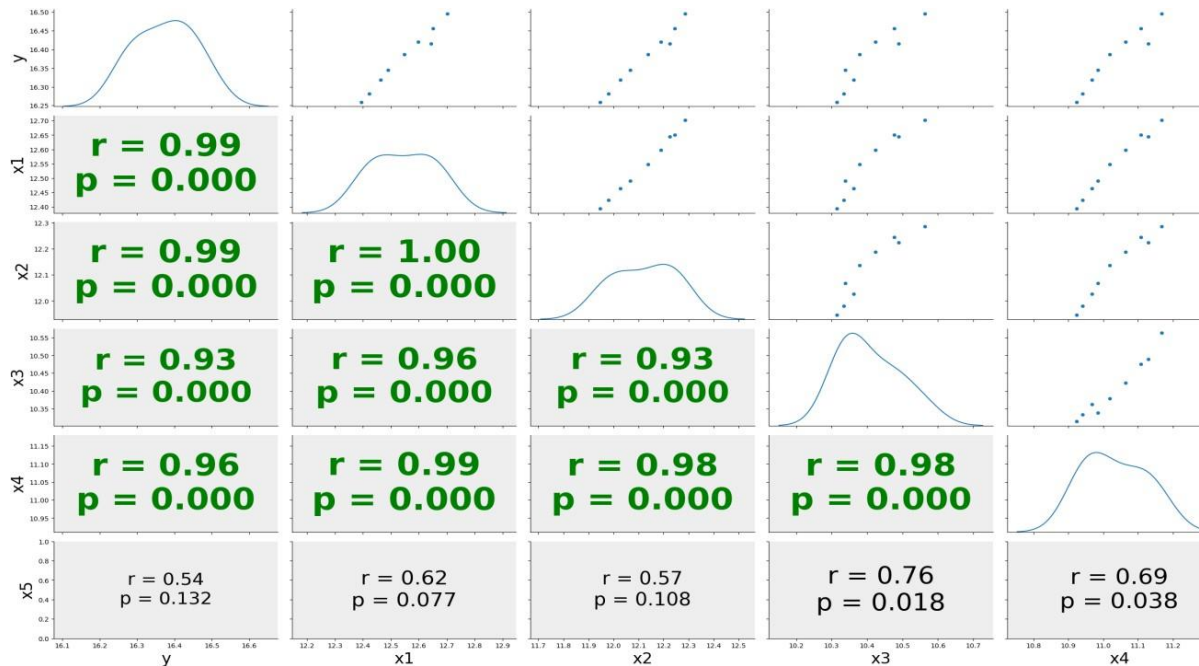 16.50
16.45
16.40
16.35
16.30
16.25
y
16.1 16.2 16.3 16.4 16.5 16.6
12.70
12.65
12.60
12.55
12.50
12.45
12.40
x1
r = 0.99
p = 0.000
12.3
12.2
12.1
12.0
x2
r = 0.99
p = 0.000
r = 1.00
p = 0.000
10.55
10.50
10.45
10.40
10.35
x3
r = 0.93
p = 0.000
r = 0.96
p = 0.000
r = 0.93
p = 0.000
11.15
11.10
11.05
11.00
10.95
x4
r = 0.96
p = 0.000
r = 0.99
p = 0.000
r = 0.98
p = 0.000
r = 0.98
p = 0.000
1.0
0.8
0.6
0.4
0.2
0.0
x5
r = 0.54
p = 0.132
r = 0.62
p = 0.077
r = 0.57
p = 0.108
r = 0.76
p = 0.018
r = 0.69
p = 0.038
12.2 12.3 12.4 12.5 12.6 12.7 12.8 12.9
11.7 11.8 11.9 12.0 12.1 12.2 12.3 12.4 12.5
10.2 10.3 10.4 10.5 10.6 10.7
10.8 10.9 11.0 11.1 11.2
y x1 x2 x3 x4